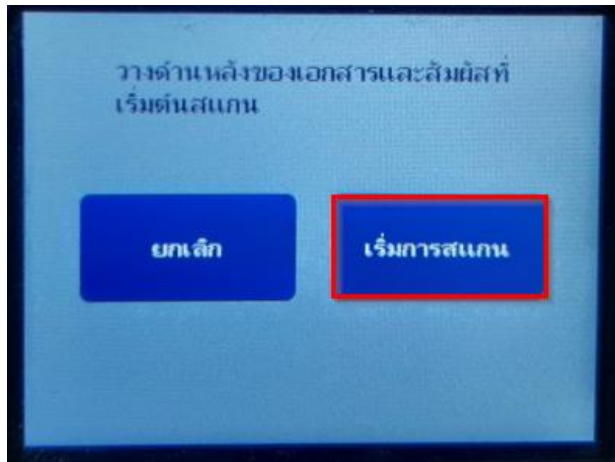 วางด้านหลังของเอกสารและสัมผัสที่
เริ่มต้นสแกน
ยกเลิก
เริ่มการสแกน